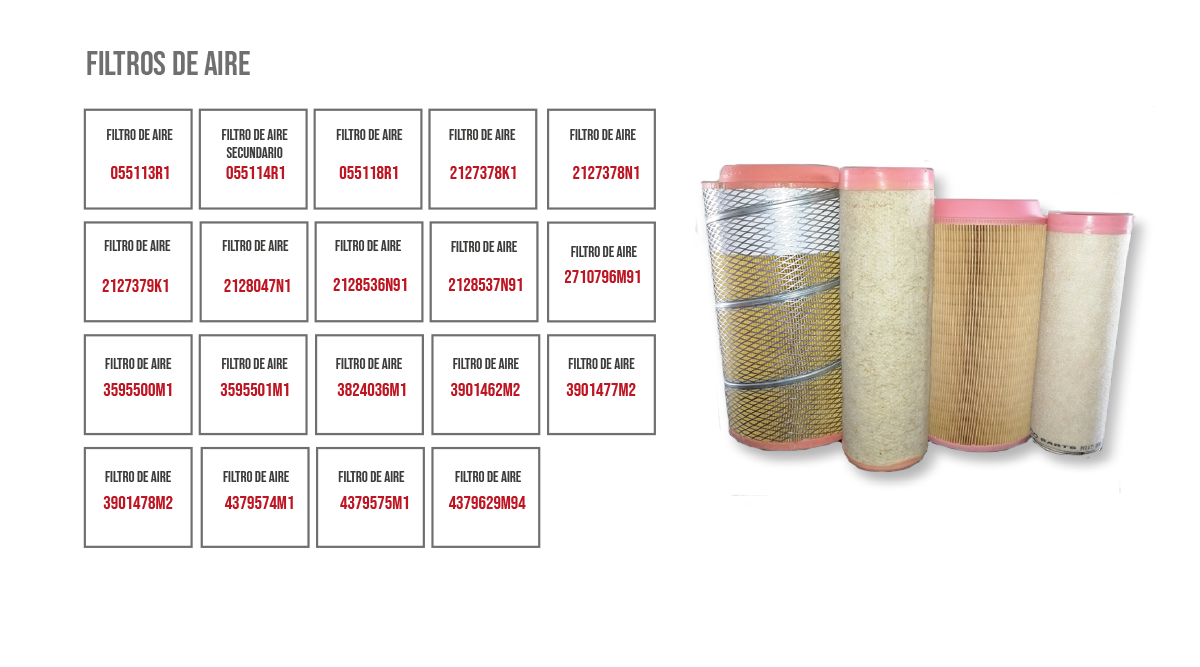 FILTROS DE AIRE
FILTRO DE AIRE
055113R1
FILTRO DE AIRE
SECUNDARIO
055114R1
FILTRO DE AIRE
055118R1
FILTRO DE AIRE
2127378K1
FILTRO DE AIRE
2127378N1
FILTRO DE AIRE
2127379K1
FILTRO DE AIRE
2128047N1
FILTRO DE AIRE
2128536N91
FILTRO DE AIRE
2128537N91
FILTRO DE AIRE
2710796M91
FILTRO DE AIRE
3595500M1
FILTRO DE AIRE
3595501M1
FILTRO DE AIRE
3824036M1
FILTRO DE AIRE
3901462M2
FILTRO DE AIRE
3901477M2
FILTRO DE AIRE
3901478M2
FILTRO DE AIRE
4379574M1
FILTRO DE AIRE
4379575M1
FILTRO DE AIRE
4379629M94
PARTS